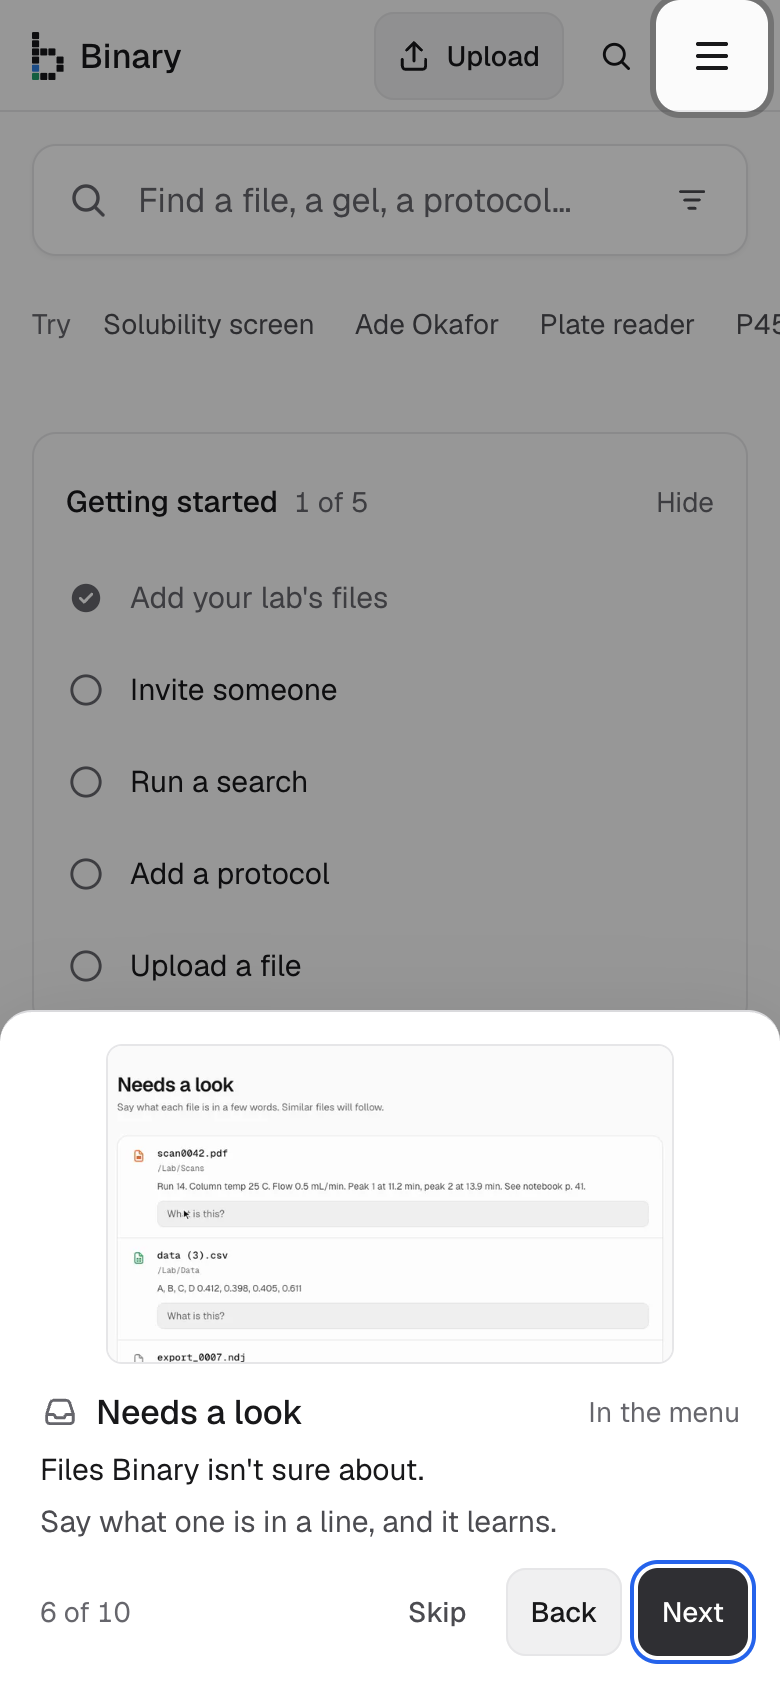 Binary
Upload
Find a file, a gel, a protocol...
Try Solubility screen Ade Okafor Plate reader P45
Getting started 1 of 5 Hide
Add your lab's files
Invite someone
Run a search
Add a protocol
Upload a file
Needs a look
Say what each file is in a few words. Similar files will follow.
scan0042.pdf
/Lab/Scans
Run 14. Column temp 25 C. Flow 0.5 mL/min. Peak 1 at 11.2 min, peak 2 at 13.9 min. See notebook p. 41.
What is this?
data (3).csv
/Lab/Data
A, B, C, D 0.412, 0.398, 0.405, 0.611
What is this?
export_0007.ndj
Needs a look In the menu
Files Binary isn't sure about.
Say what one is in a line, and it learns.
6 of 10 Skip Back Next